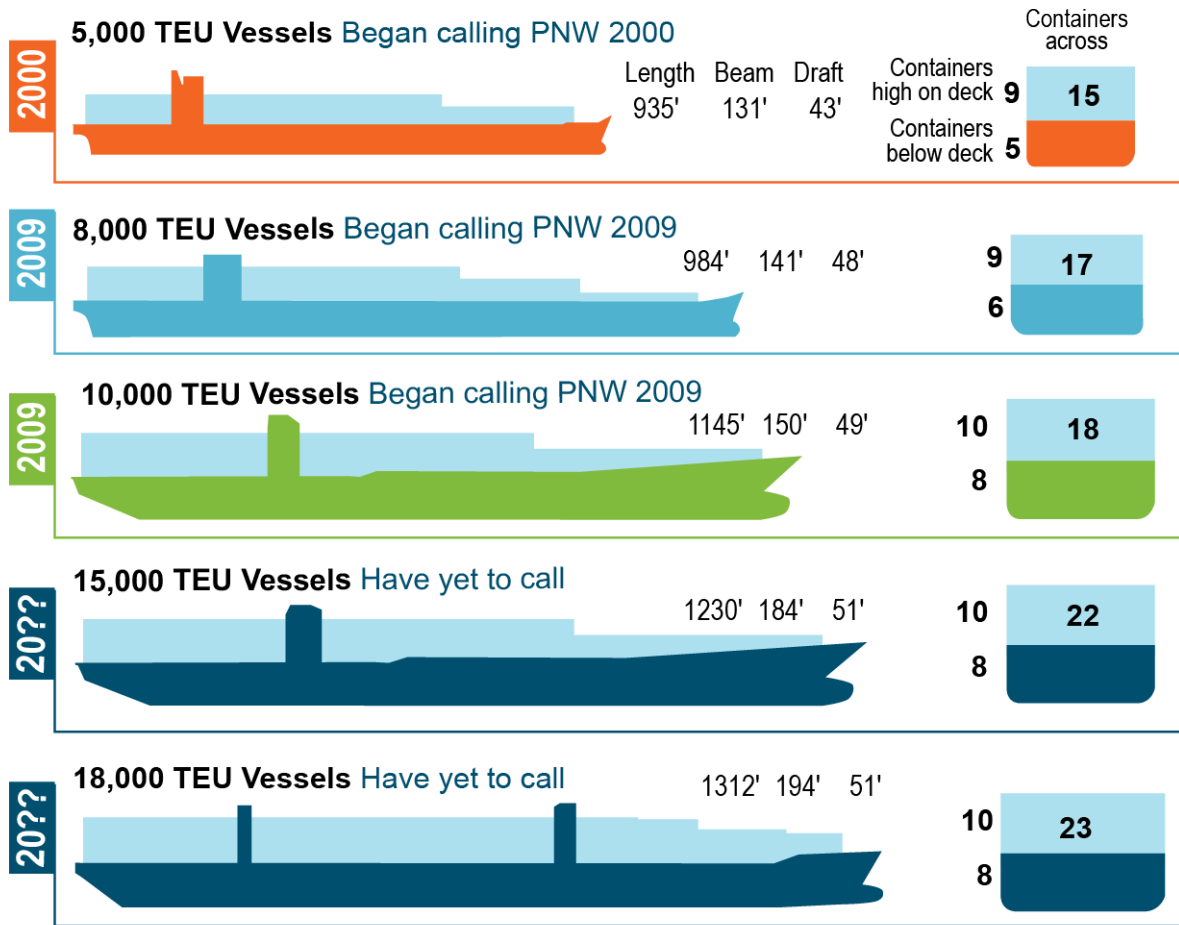 2000
5,000 TEU Vessels Began calling PNW 2000
Length Beam Draft
935' 131' 43'
Containers
across
Containers
high on deck 9 15
Containers
below deck 5
2009
8,000 TEU Vessels Began calling PNW 2009
984' 141' 48'
9 17
6
2009
10,000 TEU Vessels Began calling PNW 2009
1145' 150' 49'
10 18
8
20??
15,000 TEU Vessels Have yet to call
1230' 184' 51'
10 22
8
20??
18,000 TEU Vessels Have yet to call
1312' 194' 51'
10 23
8